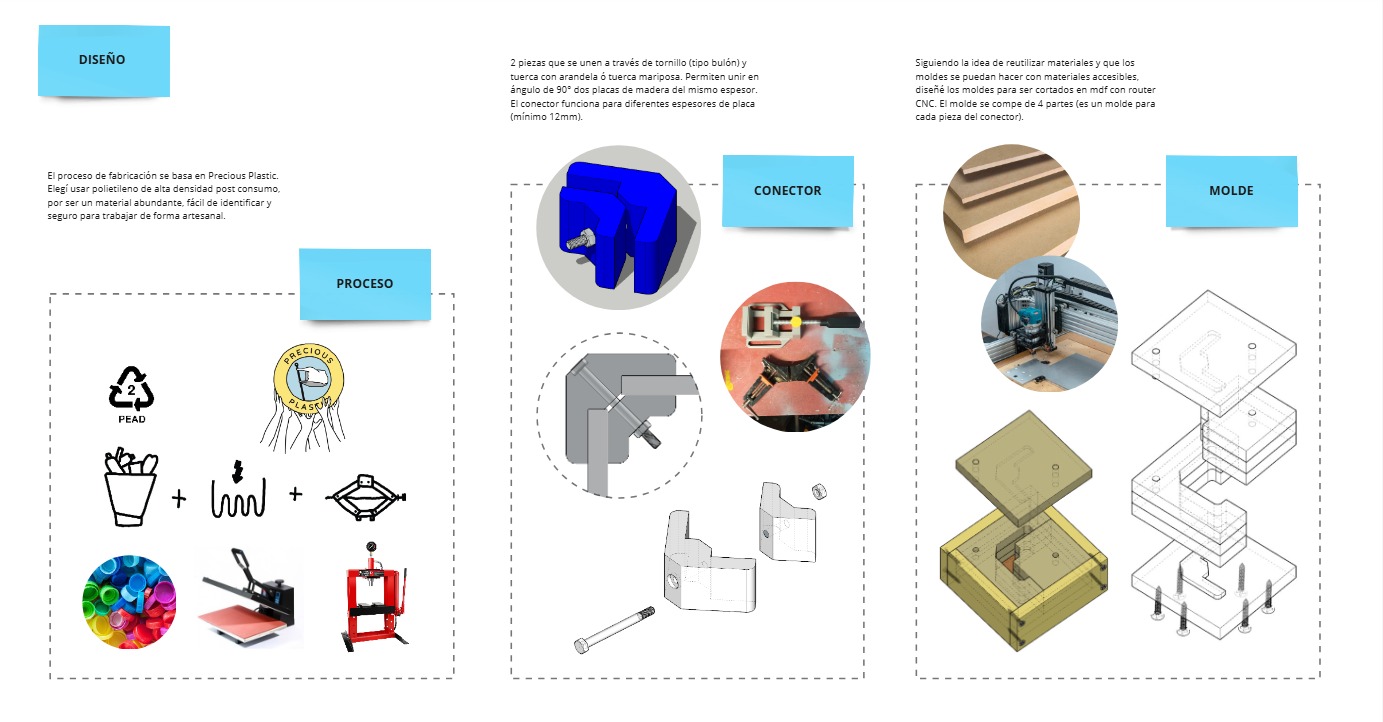 DISEÑO
El proceso de fabricación se basa en Precious Plastic.
Elegí usar polietileno de alta densidad post consumo,
por ser un material abundante, fácil de identificar y
seguro para trabajar de forma artesanal.
PROCESO
2
PEAD
PRECIOUS
PLASTIC
+
+
2 piezas que se unen a través de tornillo (tipo bulón) y
tuerca con arandela ó tuerca mariposa. Permiten unir en
ángulo de 90° dos placas de madera del mismo espesor.
El conector funciona para diferentes espesores de placa
(mínimo 12mm).
CONECTOR
Siguiendo la idea de reutilizar materiales y que los
moldes se puedan hacer con materiales accesibles,
diseñé los moldes para ser cortados en mdf con router
CNC. El molde se compe de 4 partes (es un molde para
cada pieza del conector).
MOLDE